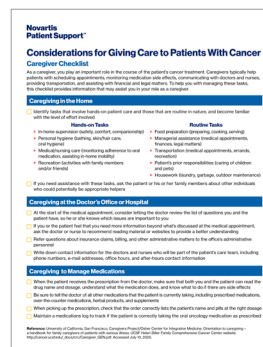 Novartis
Patient Support™
Considerations for Giving Care to Patients With Cancer
Caregiver Checklist
As a caregiver, you play an important role in the course of the patient's cancer treatment. Caregivers typically help
patients with scheduling appointments, monitoring medication side effects, communicating with doctors and nurses,
providing transportation, and assisting with financial and legal matters. To help you with managing these tasks,
this checklist provides information that may assist you in your role as a caregiver
Caregiving in the Home
Identify tasks that involve hands-on patient care and those that are routine in nature, and become familiar
with the level of effort involved
Hands-on Tasks
+ In-home supervision (safety, comfort, companionship)
+ Personal hygiene (bathing, skin/hair care,
oral hygiene)
+ Medical/nursing care (monitoring adherence to oral
medication, assisting in-home mobility)
+ Recreation (activities with family members
and/or friends)
Routine Tasks
+ Food preparation (preparing, cooking, serving)
+ Managerial assistance (medical appointments,
finances, legal matters)
+ Transportation (medical appointments, errands,
recreation)
+ Patient's prior responsibilities (caring of children
and pets)
+ Housework (laundry, garbage, outdoor maintenance)
If you need assistance with these tasks, ask the patient or his or her family members about other individuals
who could potentially be appropriate helpers
Caregiving at the Doctor's Office or Hospital
At the start of the medical appointment, consider letting the doctor review the list of questions you and the
patient have, so he or she knows which issues are important to you
If you or the patient feel that you need more information beyond what's discussed at the medical appointment,
ask the doctor or nurse to recommend reading material or websites to provide a better understanding
Refer questions about insurance claims, billing, and other administrative matters to the office's administrative
personnel
Write down contact information for the doctors and nurses who will be part of the patient's care team, including
phone numbers, e-mail addresses, office hours, and after-hours contact information
Caregiving to Manage Medications
When the patient receives the prescription from the doctor, make sure that both you and the patient can read the
drug name and dosage, understand what the medication does, and know what to do if there are side effects
Be sure to tell the doctor of all other medications that the patient is currently taking, including prescribed medications,
over-the-counter medications, herbal products, and supplements
When picking up the prescription, check that the order correctly lists the patient's name and pills at the right dosage
Maintain a medications log to track if the patient is correctly taking the oral oncology medication as prescribed